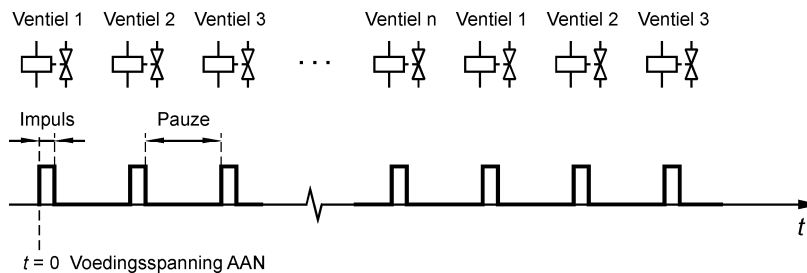 Ventiel 1 Ventiel 2 Ventiel 3 ... Ventiel n Ventiel 1 Ventiel 2 Ventiel 3
Impuls Pauze
t
t = 0 Voedingsspanning AAN